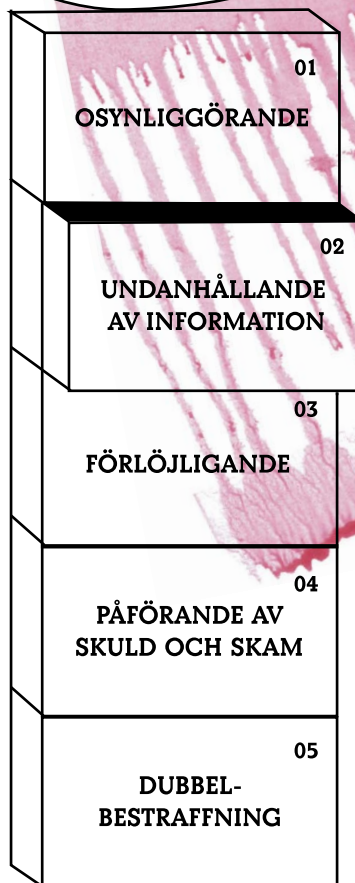 01
OSYNLIGGÖRANDE
02
UNDANHÅLLANDE
AV INFORMATION
03
FÖRLÖJLIGANDE
04
PÅFÖRANDE AV
SKULD OCH SKAM
05
DUBBEL-
BESTRAFFNING